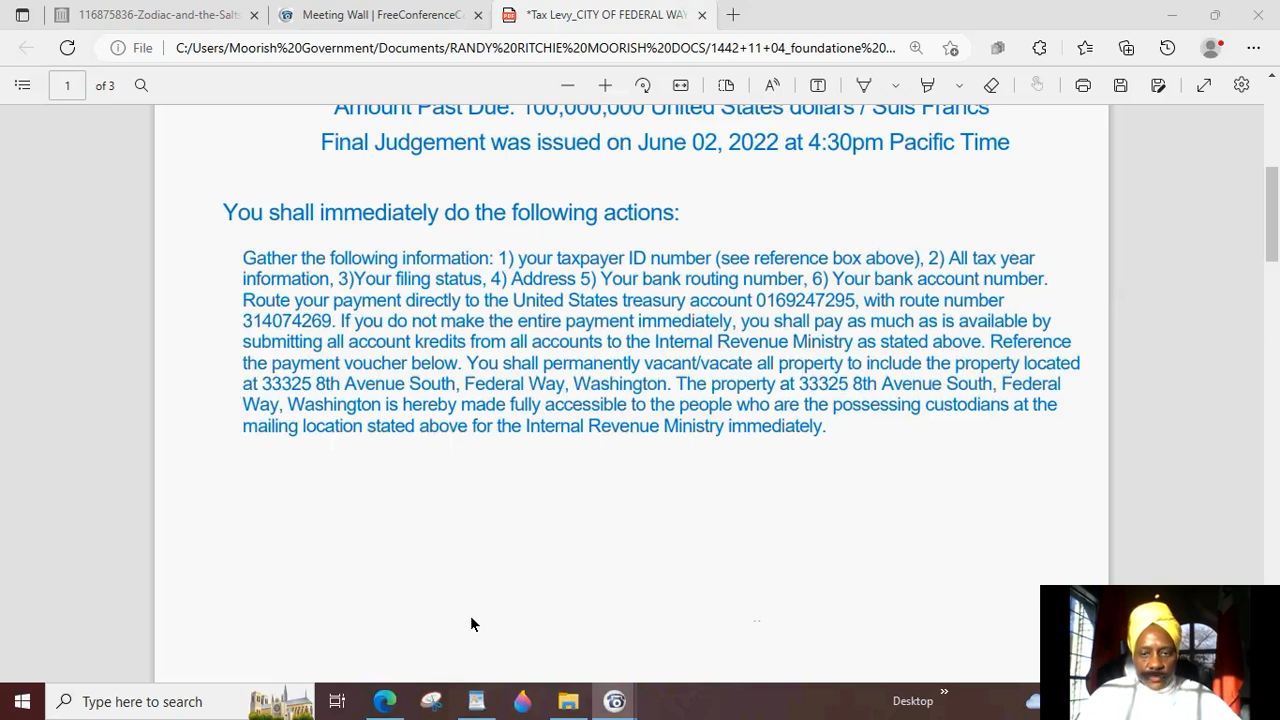 116875836-Zodiac-and-the-Salts
Meeting Wall | FreeConferenceC
*Tax Levy_CITY OF FEDERAL WAY
File
C:/Users/Moorish%20Government/Documents/RANDY%20RITCHIE%20MOORISH%20DOCS/1442+11+04_foundatione%20...
1 of 3
Amount Past Due: 100,000,000 United States dollars / Suis Francs
Final Judgement was issued on June 02, 2022 at 4:30pm Pacific Time
You shall immediately do the following actions:
Gather the following information: 1) your taxpayer ID number (see reference box above), 2) All tax year
information, 3)Your filing status, 4) Address 5) Your bank routing number, 6) Your bank account number.
Route your payment directly to the United States treasury account 0169247295, with route number
314074269. If you do not make the entire payment immediately, you shall pay as much as is available by
submitting all account kredits from all accounts to the Internal Revenue Ministry as stated above. Reference
the payment voucher below. You shall permanently vacant/vacate all property to include the property located
at 33325 8th Avenue South, Federal Way, Washington. The property at 33325 8th Avenue South, Federal
Way, Washington is hereby made fully accessible to the people who are the possessing custodians at the
mailing location stated above for the Internal Revenue Ministry immediately.
Type here to search
Desktop